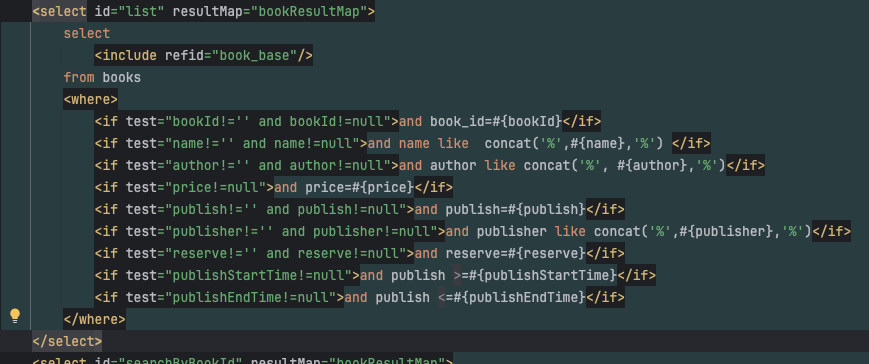 <select id="list" resultMap="bookResultMap">
select
<include refid="book_base"/>
from books
<where>
<if test="bookId!='' and bookId!=null">and book_id=#{bookId}</if>
<if test="name!='' and name!=null">and name like  concat('%',#{name},'%') </if>
<if test="author!='' and author!=null">and author like concat('%', #{author},'%')</if>
<if test="price!=null">and price=#{price}</if>
<if test="publish!='' and publish!=null">and publish=#{publish}</if>
<if test="publisher!='' and publisher!=null">and publisher like concat('%',#{publisher},'%')</if>
<if test="reserve!='' and reserve!=null">and reserve=#{reserve}</if>
<if test="publishStartTime!=null">and publish >=#{publishStartTime}</if>
<if test="publishEndTime!=null">and publish <=#{publishEndTime}</if>
</where>
</select>
<select id="searchByBookId" resultMap="bookResultMap">